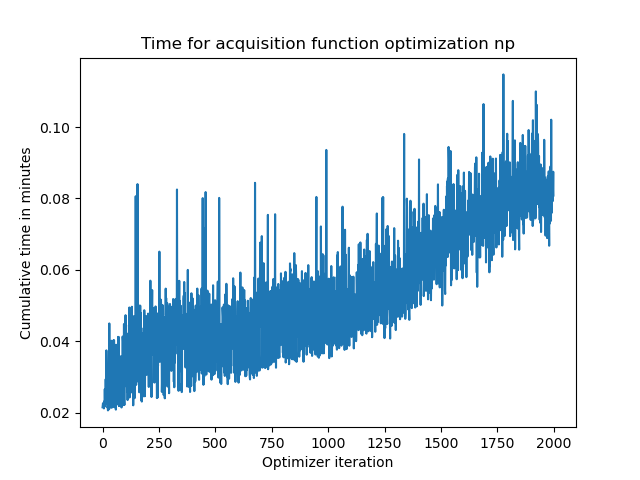 Time for acquisition function optimization np
Cumulative time in minutes
0.10
0.08
0.06
0.04
0.02
0 250 500 750 1000 1250 1500 1750 2000
Optimizer iteration